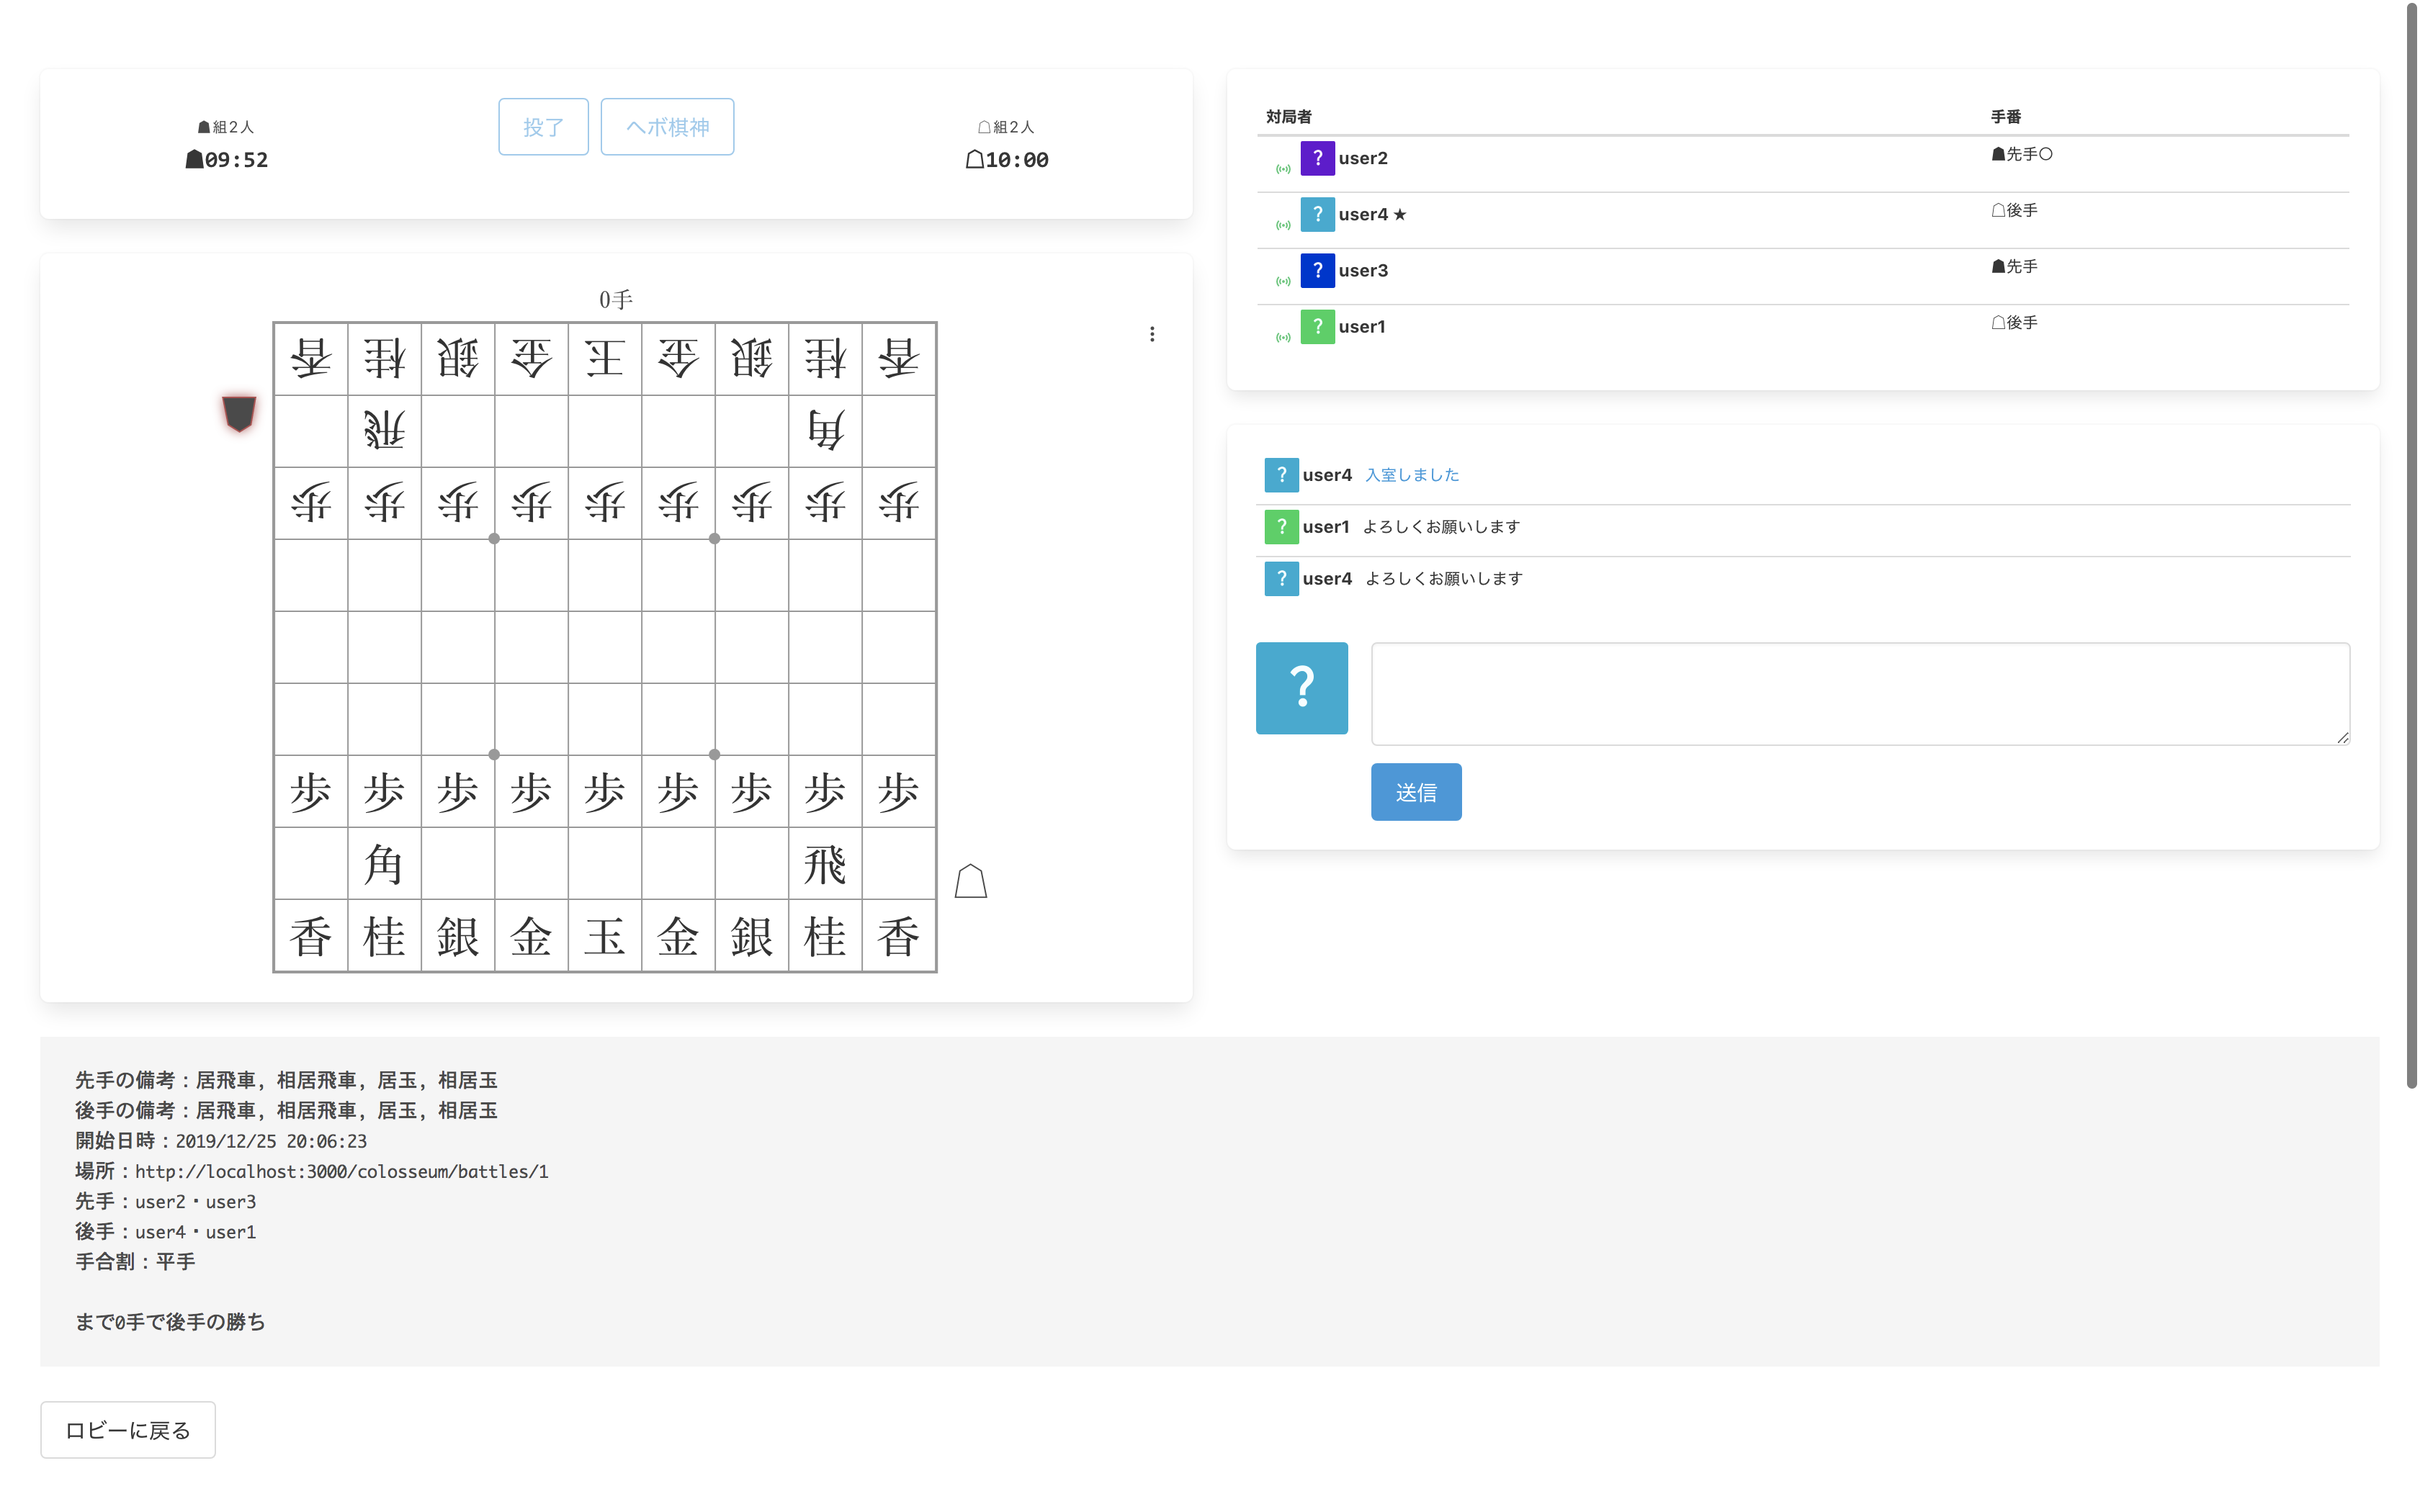 ☗組2人
☗09:52
投了
ヘボ棋神
☖組2人
☖10:00
0手
香桂銀金王金銀桂香
飛角
歩歩歩歩歩歩歩歩歩
歩歩歩歩歩歩歩歩歩
角飛
香桂銀金玉金銀桂香
対局者 手番
? user2 ☗先手〇
? user4 ★ ☖後手
? user3 ☗先手
? user1 ☖後手
? user4 入室しました
? user1 よろしくお願いします
? user4 よろしくお願いします
?
送信
先手の備考：居飛車, 相居飛車, 居玉, 相居玉
後手の備考：居飛車, 相居飛車, 居玉, 相居玉
開始日時：2019/12/25 20:06:23
場所：http://localhost:3000/colosseum/battles/1
先手：user2・user3
後手：user4・user1
手合割：平手
まで0手で後手の勝ち
ロビーに戻る